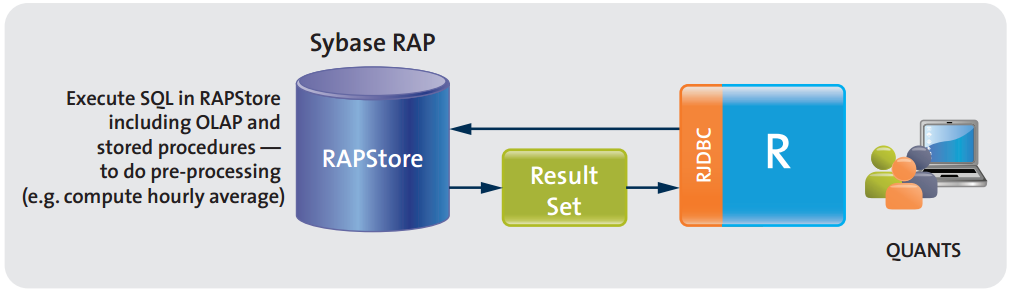 Sybase RAP
Execute SQL in RAPStore
including OLAP and
stored procedures —
to do pre-processing
(e.g. compute hourly average)
RAPStore
Result
Set
RJDBC
R
QUANTS